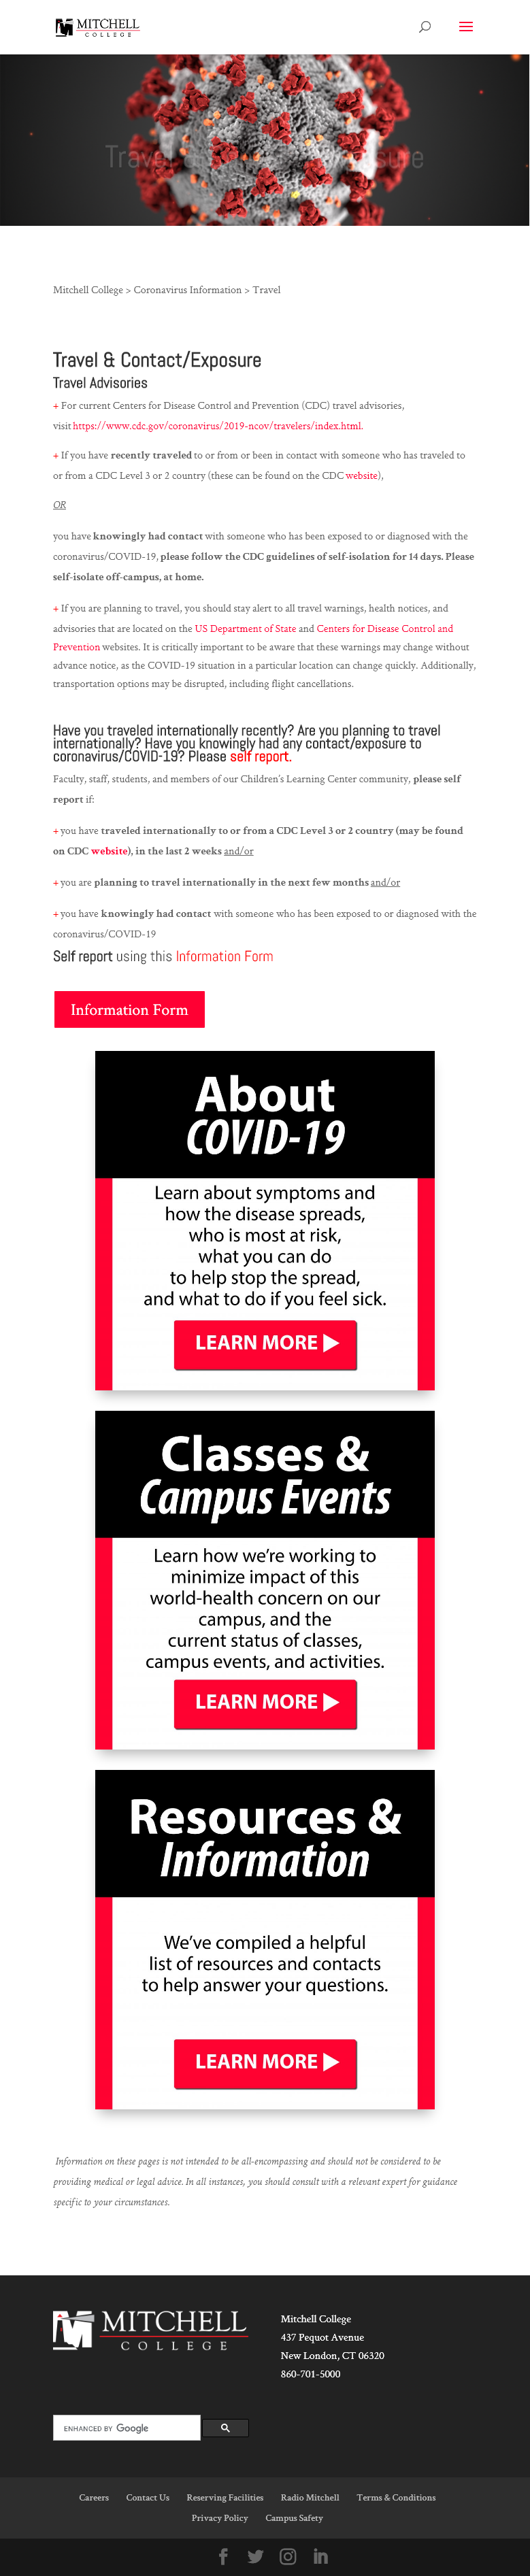 MITCHELL
COLLEGE
Travel & Contact/Exposure
Mitchell College > Coronavirus Information > Travel
Travel & Contact/Exposure
Travel Advisories
+ For current Centers for Disease Control and Prevention (CDC) travel advisories,
visit https://www.cdc.gov/coronavirus/2019-ncov/travelers/index.html.
+ If you have recently traveled to or from or been in contact with someone who has traveled to
or from a CDC Level 3 or 2 country (these can be found on the CDC website),
OR
you have knowingly had contact with someone who has been exposed to or diagnosed with the
coronavirus/COVID-19, please follow the CDC guidelines of self-isolation for 14 days. Please
self-isolate off-campus, at home.
+ If you are planning to travel, you should stay alert to all travel warnings, health notices, and
advisories that are located on the US Department of State and Centers for Disease Control and
Prevention websites. It is critically important to be aware that these warnings may change without
advance notice, as the COVID-19 situation in a particular location can change quickly. Additionally,
transportation options may be disrupted, including flight cancellations.
Have you traveled internationally recently? Are you planning to travel
internationally? Have you knowingly had any contact/exposure to
coronavirus/COVID-19? Please self report.
Faculty, staff, students, and members of our Children's Learning Center community, please self
report if:
+ you have traveled internationally to or from a CDC Level 3 or 2 country (may be found
on CDC website), in the last 2 weeks and/or
+ you are planning to travel internationally in the next few months and/or
+ you have knowingly had contact with someone who has been exposed to or diagnosed with the
coronavirus/COVID-19
Self report using this Information Form
Information Form
About
COVID-19
Learn about symptoms and
how the disease spreads,
who is most at risk,
what you can do
to help stop the spread,
and what to do if you feel sick.
LEARN MORE ▶
Classes &
Campus Events
Learn how we're working to
minimize impact of this
world-health concern on our
campus, and the
current status of classes,
campus events, and activities.
LEARN MORE ▶
Resources &
Information
We've compiled a helpful
list of resources and contacts
to help answer your questions.
LEARN MORE ▶
Information on these pages is not intended to be all-encompassing and should not be considered to be
providing medical or legal advice. In all instances, you should consult with a relevant expert for guidance
specific to your circumstances.
MITCHELL
COLLEGE
Mitchell College
437 Pequot Avenue
New London, CT 06320
860-701-5000
ENHANCED BY Google
Careers Contact Us Reserving Facilities Radio Mitchell Terms & Conditions
Privacy Policy Campus Safety